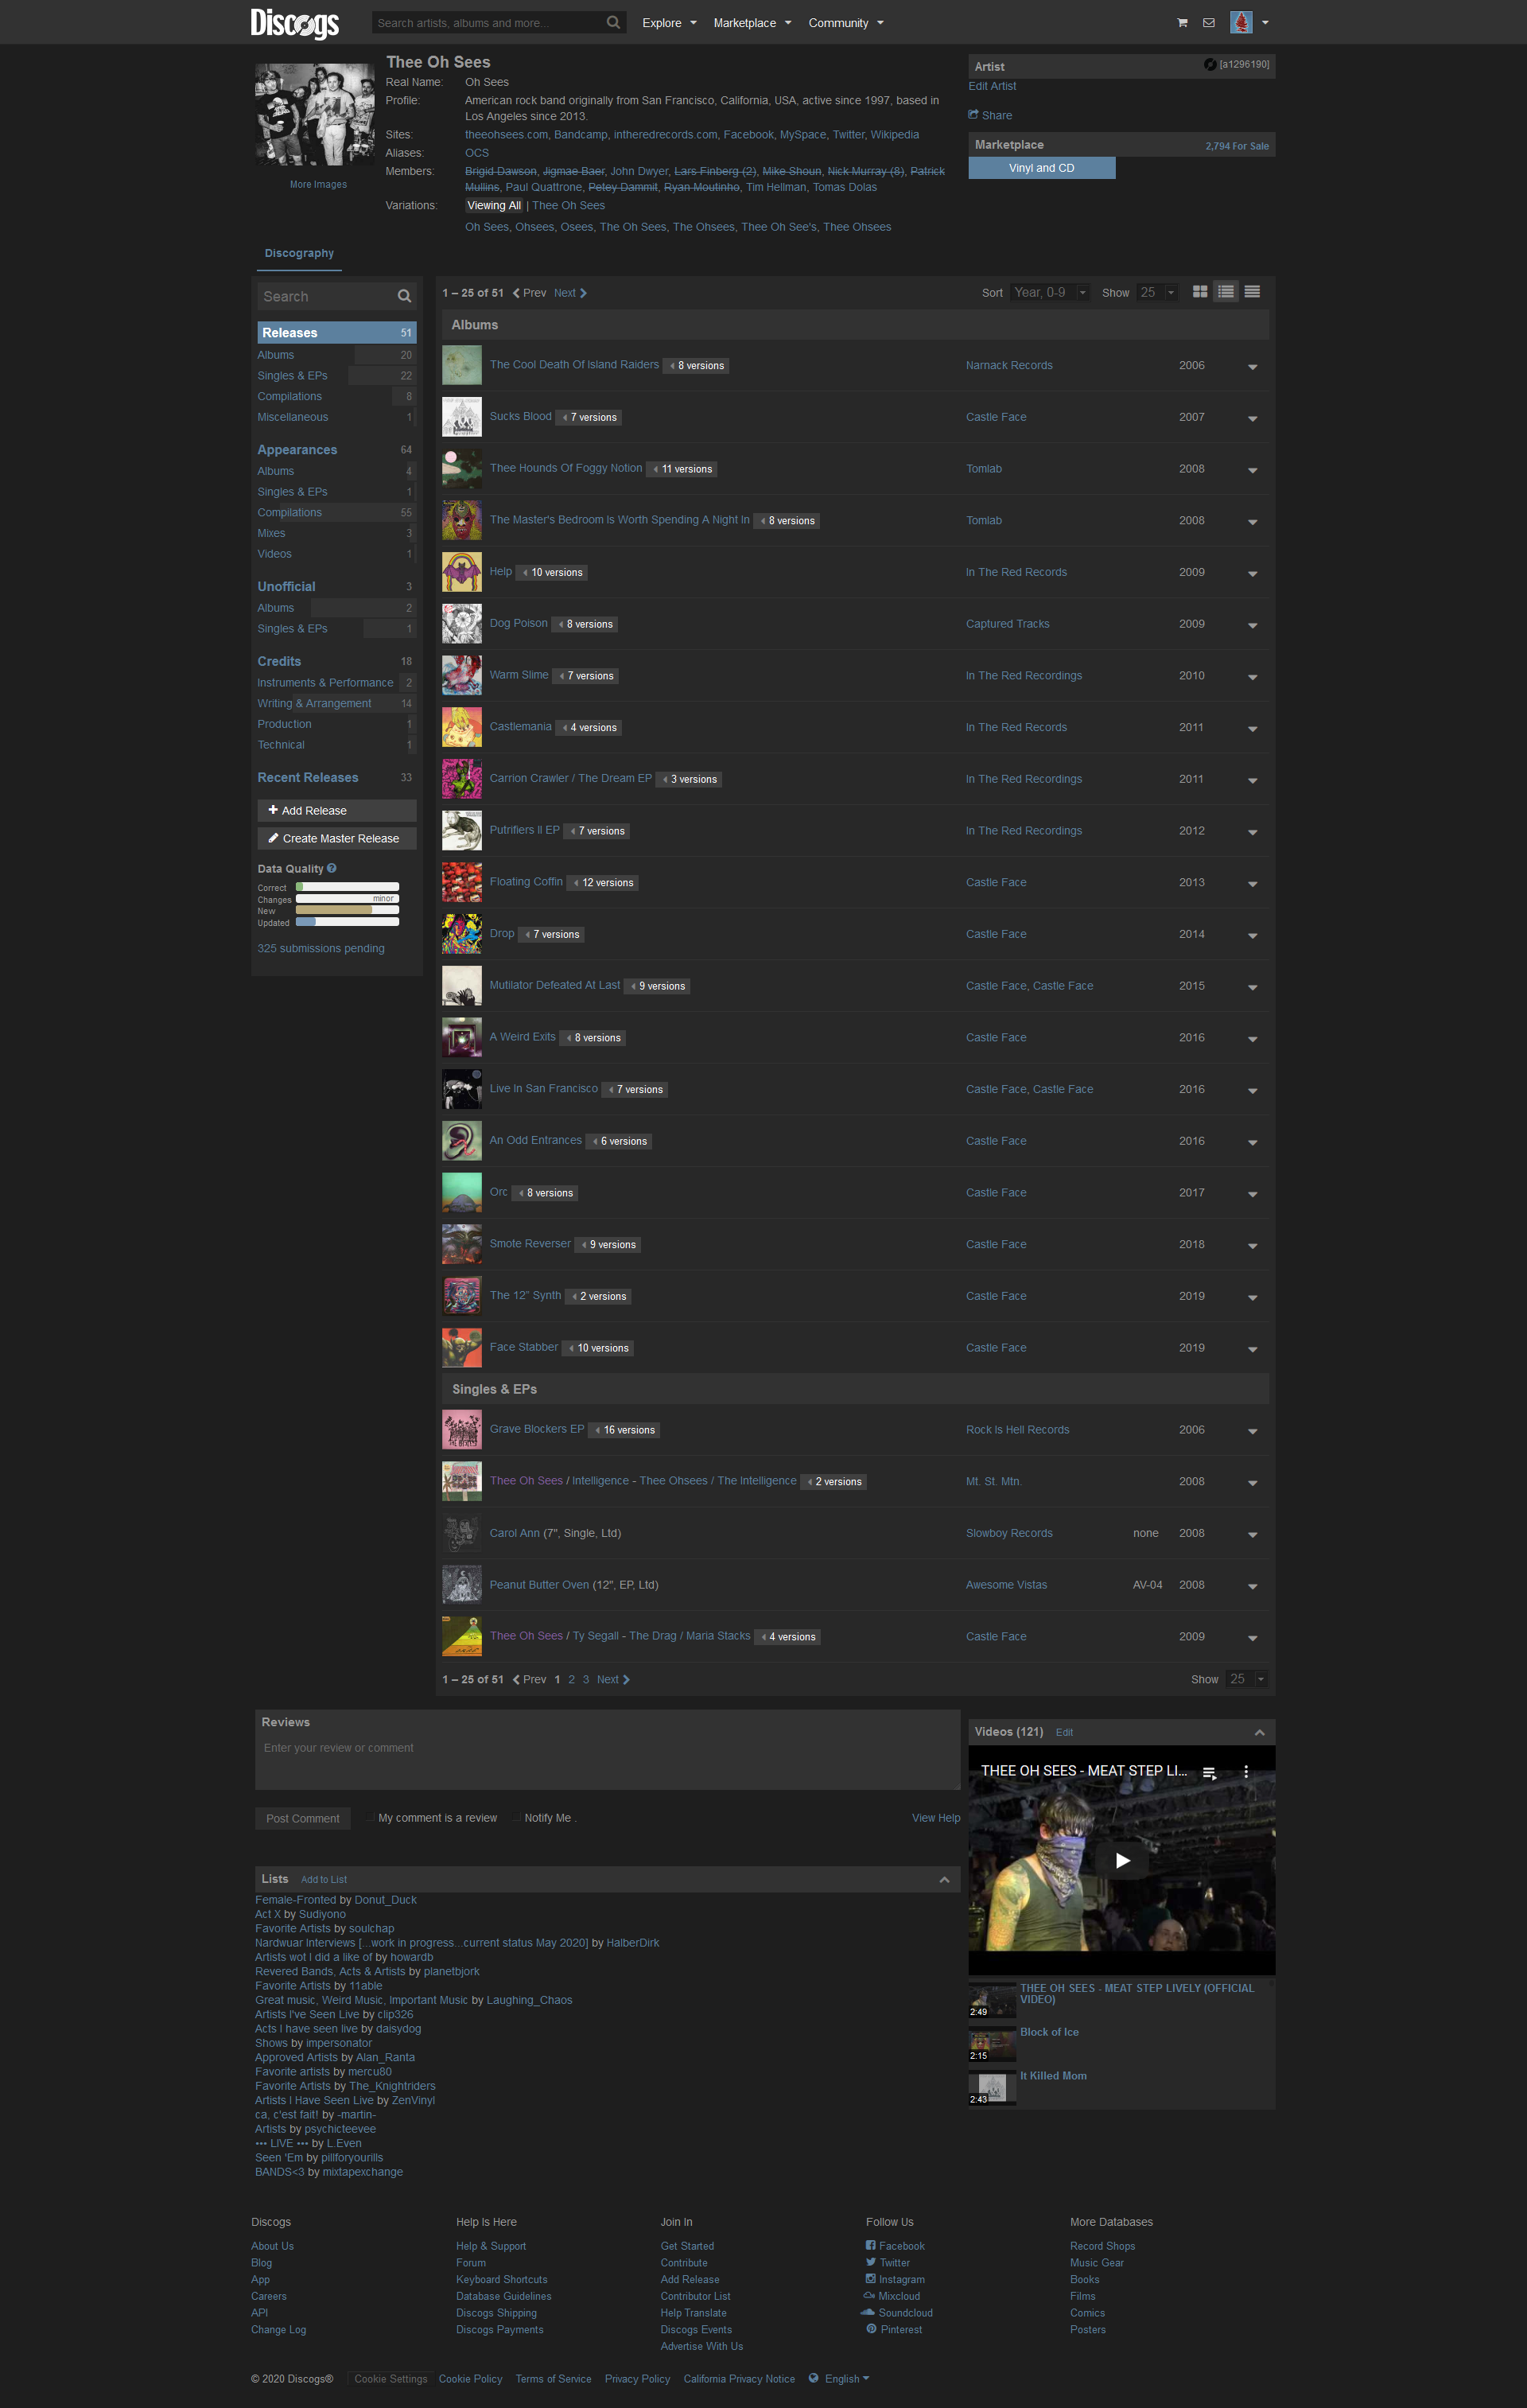 Discogs
Search artists, albums and more...
Explore
Marketplace
Community
Thee Oh Sees
Real Name: Oh Sees
Profile: American rock band originally from San Francisco, California, USA, active since 1997, based in
Los Angeles since 2013.
Sites: theeohsees.com, Bandcamp, intheredrecords.com, Facebook, MySpace, Twitter, Wikipedia
Aliases: OCS
Members: Brigid Dawson, Jigmae Baer, John Dwyer, Lars Finberg (2), Mike Shoun, Nick Murray (8), Patrick
Mullins, Paul Quattrone, Petey Dammit, Ryan Moutinho, Tim Hellman, Tomas Dolas
Variations: Viewing All | Thee Oh Sees
Oh Sees, Ohsees, Osees, The Oh Sees, The Ohsees, Thee Oh See's, Thee Ohsees
More Images
Artist [a1296190]
Edit Artist
Share
Marketplace 2,794 For Sale
Vinyl and CD
Discography
Search
Releases 51
Albums 20
Singles & EPs 22
Compilations 8
Miscellaneous 1
Appearances 64
Albums 4
Singles & EPs 1
Compilations 55
Mixes 3
Videos 1
Unofficial 3
Albums 2
Singles & EPs 1
Credits 18
Instruments & Performance 2
Writing & Arrangement 14
Production 1
Technical 1
Recent Releases 33
Add Release
Create Master Release
Data Quality
Correct
Changes minor
New
Updated
325 submissions pending
1 – 25 of 51 Prev Next
Sort Year, 0-9 Show 25
Albums
The Cool Death Of Island Raiders 8 versions Narnack Records 2006
Sucks Blood 7 versions Castle Face 2007
Thee Hounds Of Foggy Notion 11 versions Tomlab 2008
The Master's Bedroom Is Worth Spending A Night In 8 versions Tomlab 2008
Help 10 versions In The Red Records 2009
Dog Poison 8 versions Captured Tracks 2009
Warm Slime 7 versions In The Red Recordings 2010
Castlemania 4 versions In The Red Records 2011
Carrion Crawler / The Dream EP 3 versions In The Red Recordings 2011
Putrifiers II EP 7 versions In The Red Recordings 2012
Floating Coffin 12 versions Castle Face 2013
Drop 7 versions Castle Face 2014
Mutilator Defeated At Last 9 versions Castle Face, Castle Face 2015
A Weird Exits 8 versions Castle Face 2016
Live In San Francisco 7 versions Castle Face, Castle Face 2016
An Odd Entrances 6 versions Castle Face 2016
Orc 8 versions Castle Face 2017
Smote Reverser 9 versions Castle Face 2018
The 12" Synth 2 versions Castle Face 2019
Face Stabber 10 versions Castle Face 2019
Singles & EPs
Grave Blockers EP 16 versions Rock Is Hell Records 2006
Thee Oh Sees / Intelligence - Thee Ohsees / The Intelligence 2 versions Mt. St. Mtn. 2008
Carol Ann (7", Single, Ltd) Slowboy Records none 2008
Peanut Butter Oven (12", EP, Ltd) Awesome Vistas AV-04 2008
Thee Oh Sees / Ty Segall - The Drag / Maria Stacks 4 versions Castle Face 2009
1 – 25 of 51 Prev 1 2 3 Next
Show 25
Reviews
Enter your review or comment
Post Comment
My comment is a review
Notify Me .
View Help
Lists Add to List
Female-Fronted by Donut_Duck
Act X by Sudiyono
Favorite Artists by soulchap
Nardwuar Interviews [...work in progress...current status May 2020] by HalberDirk
Artists wot I did a like of by howardb
Revered Bands, Acts & Artists by planetbjork
Favorite Artists by 11able
Great music, Weird Music, Important Music by Laughing_Chaos
Artists I've Seen Live by clip326
Acts I have seen live by daisydog
Shows by impersonator
Approved Artists by Alan_Ranta
Favorite artists by mercu80
Favorite Artists by The_Knightriders
Artists I Have Seen Live by ZenVinyl
ca, c'est fait! by -martin-
Artists by psychicteevee
••• LIVE ••• by L.Even
Seen 'Em by pillforyourills
BANDS<3 by mixtapexchange
Videos (121) Edit
THEE OH SEES - MEAT STEP LI...
THEE OH SEES - MEAT STEP LIVELY (OFFICIAL
VIDEO)
2:49
Block of Ice
2:15
It Killed Mom
2:43
Discogs
About Us
Blog
App
Careers
API
Change Log
Help Is Here
Help & Support
Forum
Keyboard Shortcuts
Database Guidelines
Discogs Shipping
Discogs Payments
Join In
Get Started
Contribute
Add Release
Contributor List
Help Translate
Discogs Events
Advertise With Us
Follow Us
Facebook
Twitter
Instagram
Mixcloud
Soundcloud
Pinterest
More Databases
Record Shops
Music Gear
Books
Films
Comics
Posters
© 2020 Discogs® Cookie Settings Cookie Policy Terms of Service Privacy Policy California Privacy Notice English